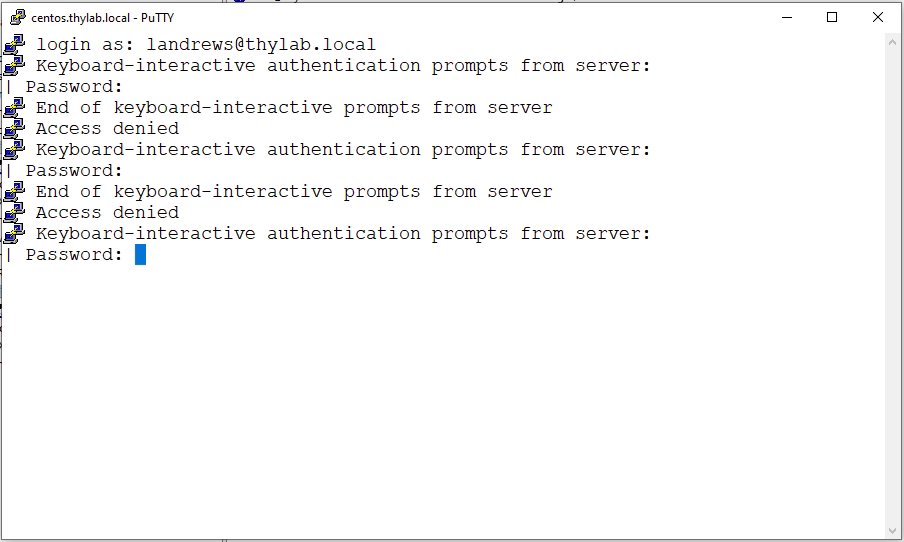 centos.thylab.local - PuTTY
login as: landrews@thylab.local
Keyboard-interactive authentication prompts from server:
| Password:
End of keyboard-interactive prompts from server
Access denied
Keyboard-interactive authentication prompts from server:
| Password:
End of keyboard-interactive prompts from server
Access denied
Keyboard-interactive authentication prompts from server:
| Password: